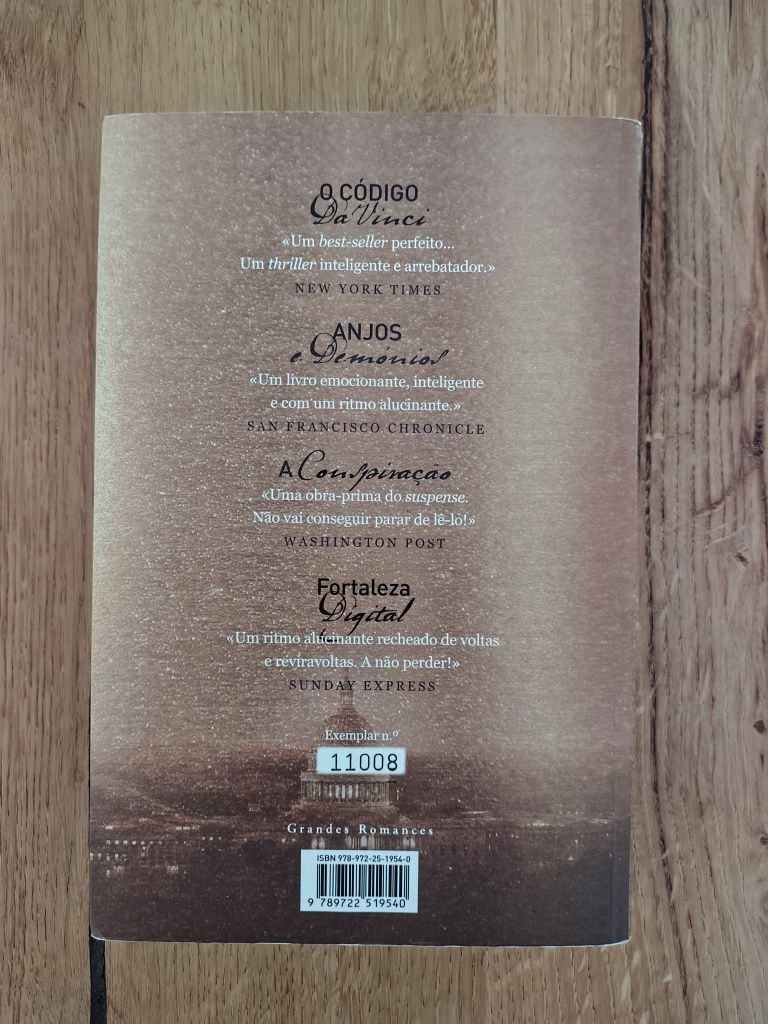 O CÓDIGO
Da Vinci
«Um best-seller perfeito...
Um thriller inteligente e arrebatador.»
NEW YORK TIMES
ANJOS
e Demónios
«Um livro emocionante, inteligente
e com um ritmo alucinante.»
SAN FRANCISCO CHRONICLE
A Conspiração
«Uma obra-prima do suspense.
Não vai conseguir parar de lê-lo!»
WASHINGTON POST
Fortaleza
Digital
«Um ritmo alucinante recheado de voltas
e reviravoltas. A não perder!»
SUNDAY EXPRESS
Exemplar n.º
11008
Grandes Romances
ISBN 978-972-25-1954-0
9 789722 519540